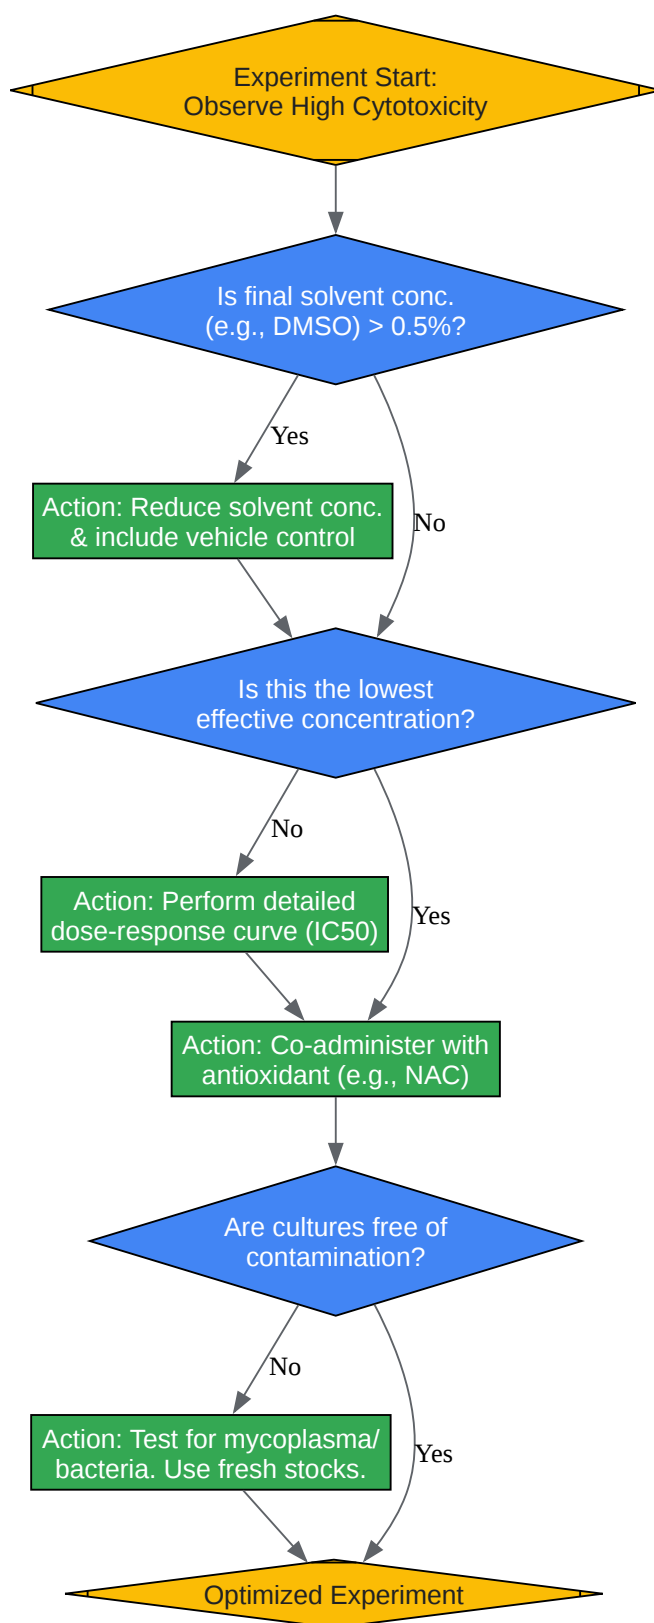 Experiment Start:
Observe High Cytotoxicity
Is final solvent conc.
(e.g., DMSO) > 0.5%?
Yes
Action: Reduce solvent conc.
& include vehicle control
No
Is this the lowest
effective concentration?
No
Action: Perform detailed
dose-response curve (IC50)
Yes
Action: Co-administer with
antioxidant (e.g., NAC)
Are cultures free of
contamination?
No
Action: Test for mycoplasma/
bacteria. Use fresh stocks.
Yes
Optimized Experiment